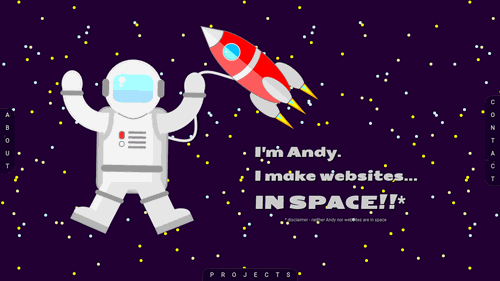 ABOUT
CONTACT
I'm Andy.
I make websites...
IN SPACE!!*
* disclaimer - neither Andy nor websites are in space
PROJECTS